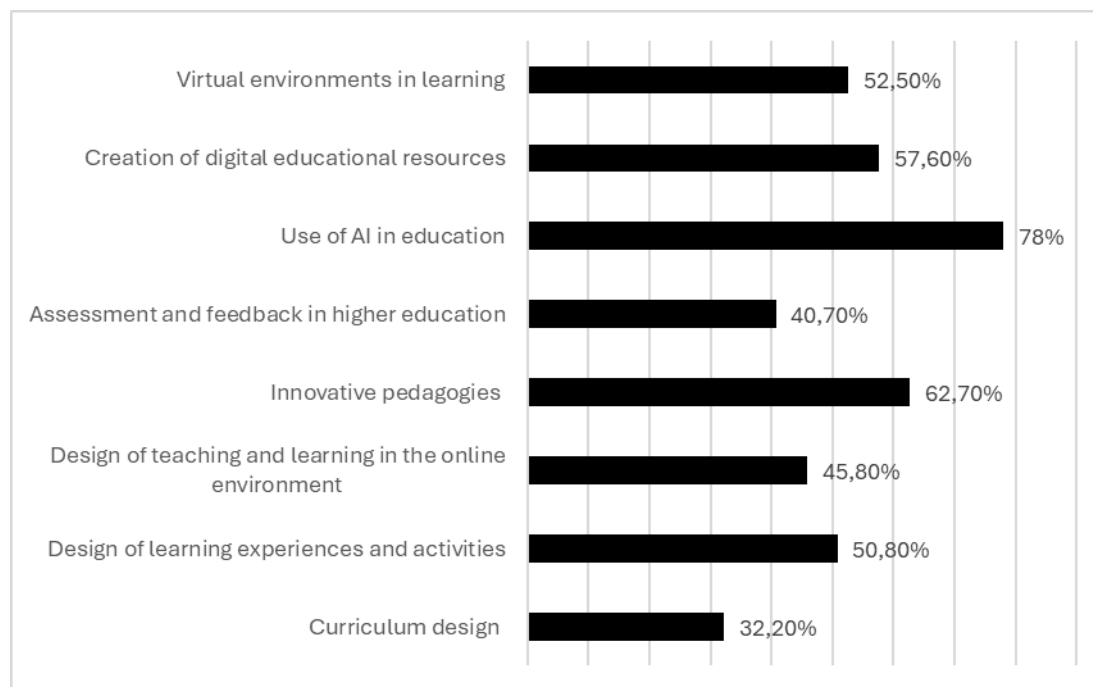 Virtual environments in learning
52,50%
Creation of digital educational resources
57,60%
Use of AI in education
78%
Assessment and feedback in higher education
40,70%
Innovative pedagogies
62,70%
Design of teaching and learning in the online
environment
45,80%
Design of learning experiences and activities
50,80%
Curriculum design
32,20%